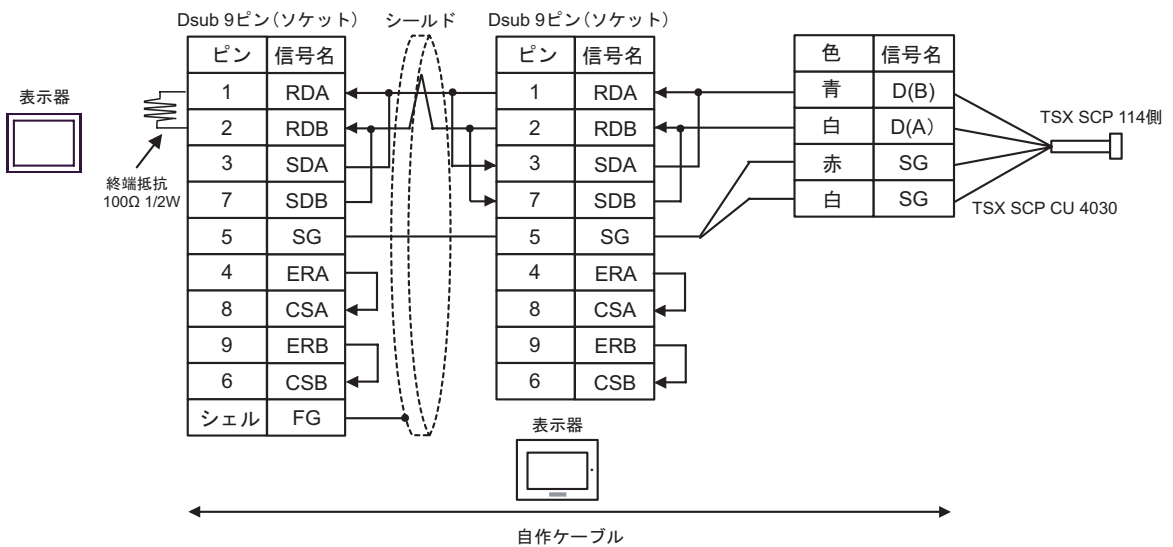 Dsub 9ピン(ソケット) シールド Dsub 9ピン(ソケット)
表示器
終端抵抗
100Ω 1/2W
ピン 信号名
1 RDA
2 RDB
3 SDA
7 SDB
5 SG
4 ERA
8 CSA
9 ERB
6 CSB
シェル FG
ピン 信号名
1 RDA
2 RDB
3 SDA
7 SDB
5 SG
4 ERA
8 CSA
9 ERB
6 CSB
表示器
色 信号名
青 D(B)
白 D(A)
赤 SG
白 SG
TSX SCP 114側
TSX SCP CU 4030
自作ケーブル